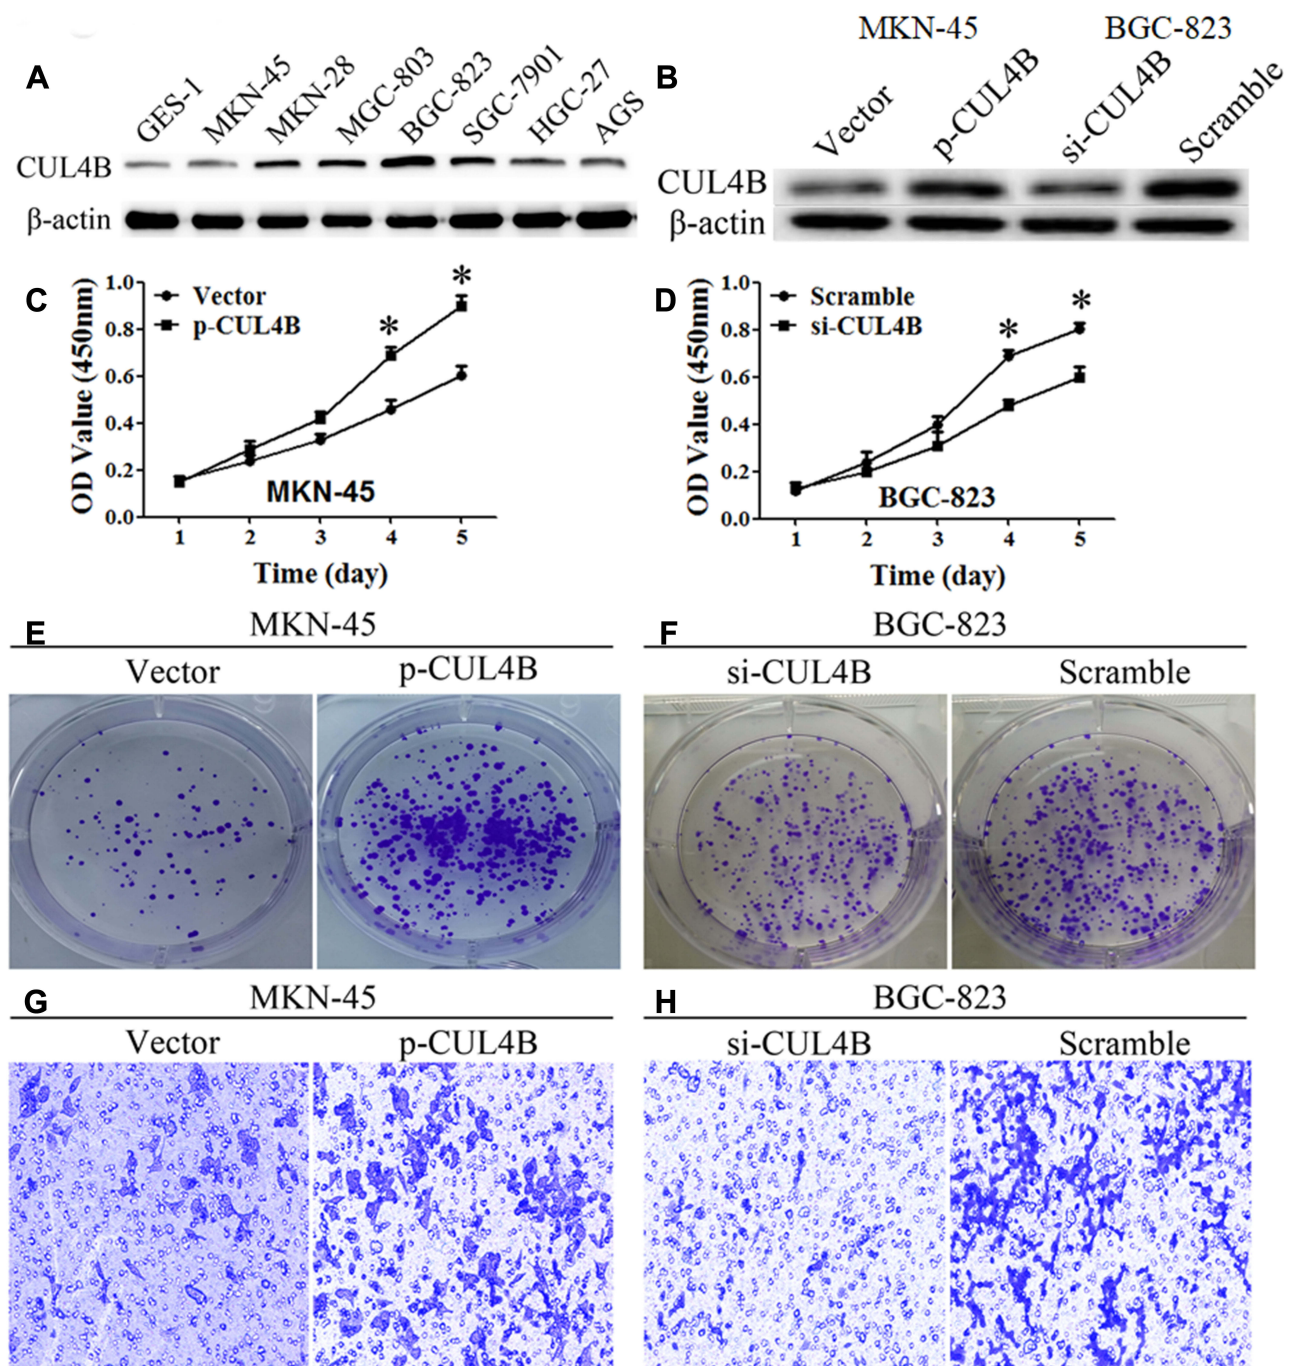 A
GES-1 MKN-45 MKN-28 MGC-803 BGC-823 SGC-7901 HGC-27 AGS
CUL4B
β-actin
B
MKN-45 BGC-823
Vector p-CUL4B si-CUL4B Scramble
CUL4B
β-actin
C
OD Value (450nm)
1.0
0.8
0.6
0.4
0.2
0.0
Vector
p-CUL4B
*
*
MKN-45
1 2 3 4 5
Time (day)
D
OD Value (450nm)
1.0
0.8
0.6
0.4
0.2
0.0
Scramble
si-CUL4B
*
*
BGC-823
1 2 3 4 5
Time (day)
E
MKN-45
Vector p-CUL4B
F
BGC-823
si-CUL4B Scramble
G
MKN-45
Vector p-CUL4B
H
BGC-823
si-CUL4B Scramble